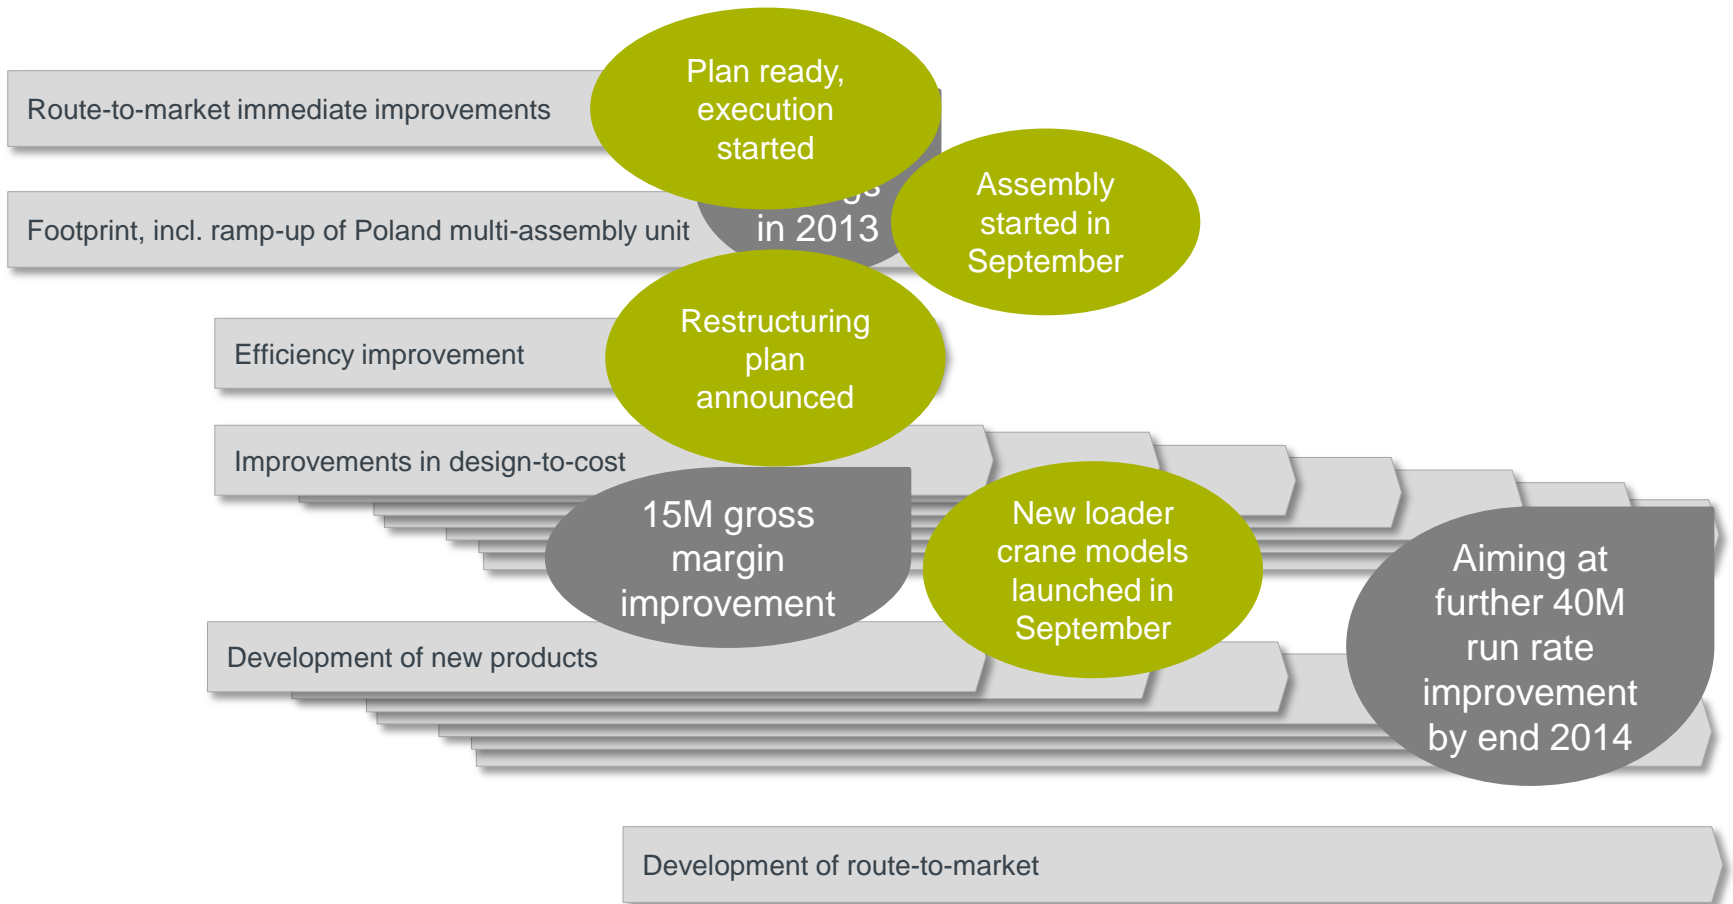 Plan ready,
execution
started
Route-to-market immediate improvements
Assembly
started in
September
in 2013
Footprint, incl. ramp-up of Poland multi-assembly unit
Restructuring
plan
announced
Efficiency improvement
Improvements in design-to-cost
15M gross
margin
improvement
New loader
crane models
launched in
September
Aiming at
further 40M
run rate
improvement
by end 2014
Development of new products
Development of route-to-market